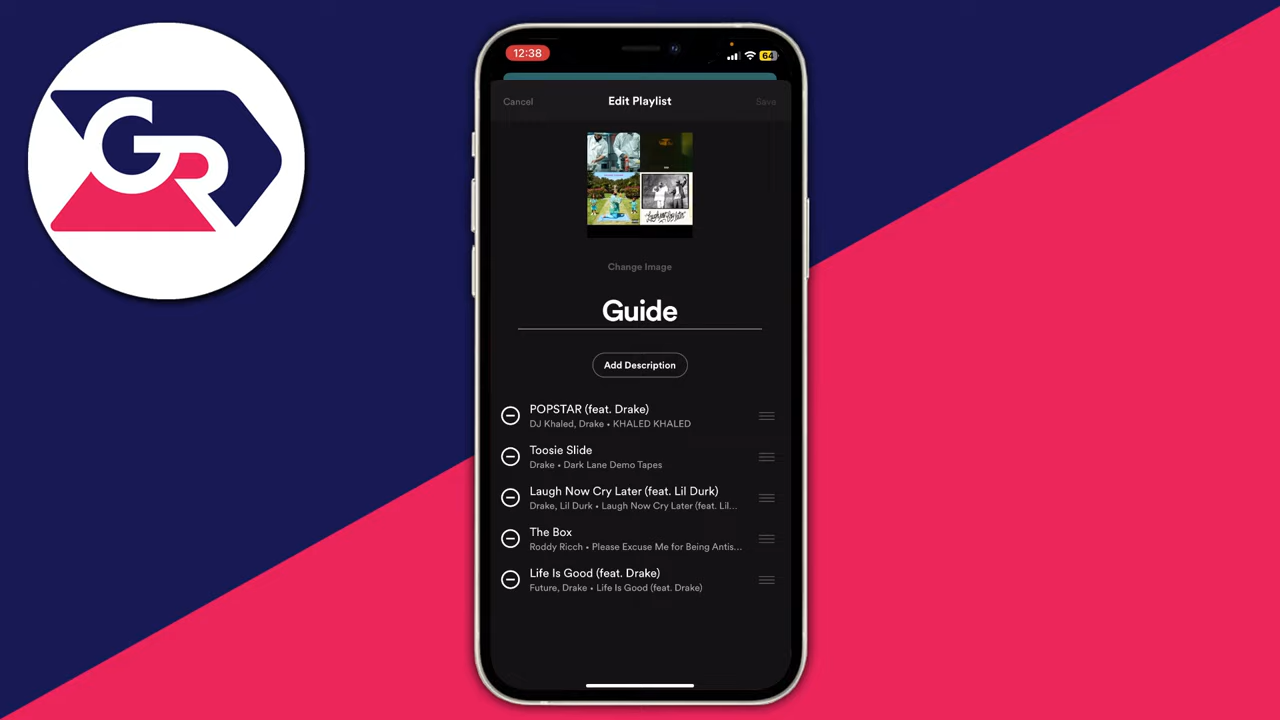 GR
12:38
64
Cancel
Edit Playlist
Save
Change Image
Guide
Add Description
POPSTAR (feat. Drake)
DJ Khaled, Drake • KHALED KHALED
Toosie Slide
Drake • Dark Lane Demo Tapes
Laugh Now Cry Later (feat. Lil Durk)
Drake, Lil Durk • Laugh Now Cry Later (feat. Lil...
The Box
Roddy Ricch • Please Excuse Me for Being Antis...
Life Is Good (feat. Drake)
Future, Drake • Life Is Good (feat. Drake)